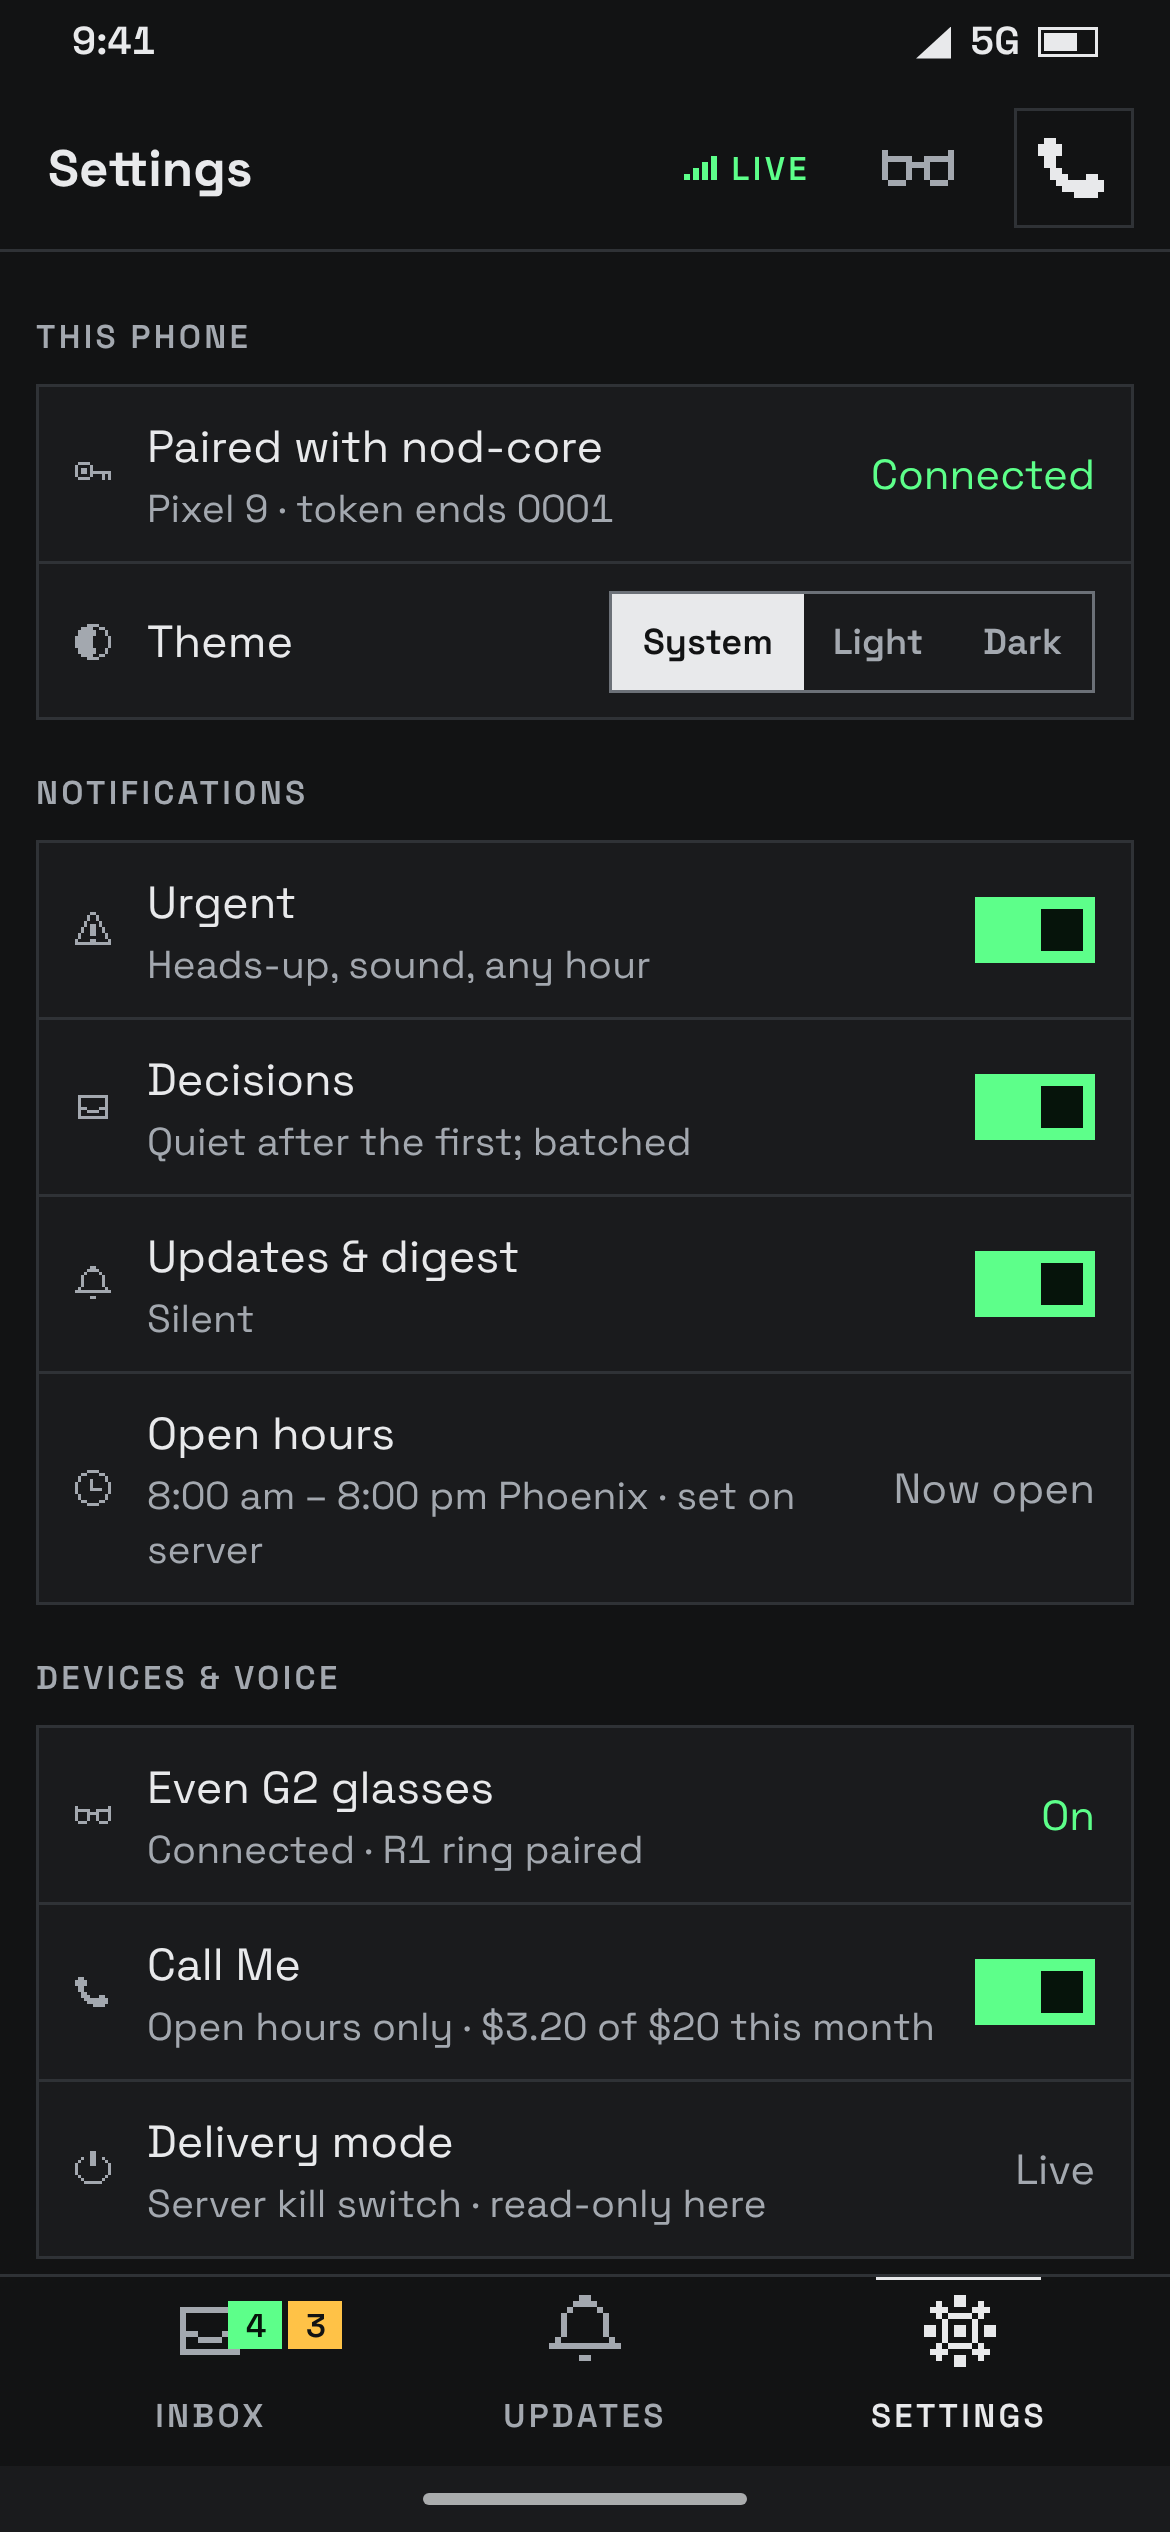 9:41
5G
Settings
LIVE
THIS PHONE
Paired with nod-core
Pixel 9 · token ends 0001
Connected
Theme
System
Light
Dark
NOTIFICATIONS
Urgent
Heads-up, sound, any hour
Decisions
Quiet after the first; batched
Updates & digest
Silent
Open hours
8:00 am – 8:00 pm Phoenix · set on
server
Now open
DEVICES & VOICE
Even G2 glasses
Connected · R1 ring paired
On
Call Me
Open hours only · $3.20 of $20 this month
Delivery mode
Server kill switch · read-only here
Live
4
3
INBOX
UPDATES
SETTINGS